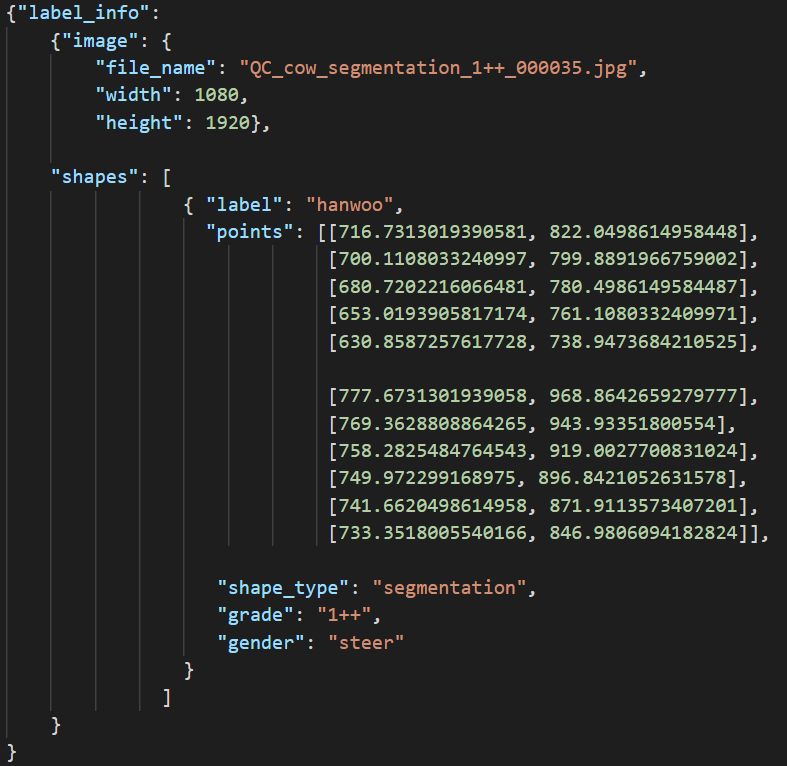 {"label_info":
{"image": {
"file_name": "QC_cow_segmentation_1++_000035.jpg",
"width": 1080,
"height": 1920},
"shapes": [
{ "label": "hanwoo",
"points": [[716.7313019390581, 822.0498614958448],
[700.1108033240997, 799.8891966759002],
[680.7202216066481, 780.4986149584487],
[653.0193905817174, 761.1080332409971],
[630.8587257617728, 738.9473684210525],
[777.6731301939058, 968.8642659279777],
[769.3628808864265, 943.93351800554],
[758.2825484764543, 919.0027700831024],
[749.972299168975, 896.8421052631578],
[741.6620498614958, 871.9113573407201],
[733.3518005540166, 846.9806094182824]],
"shape_type": "segmentation",
"grade": "1++",
"gender": "steer"
}
]
}
}